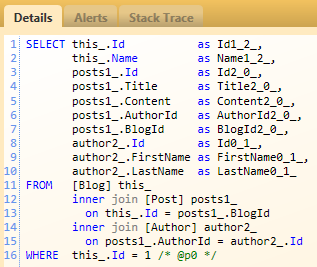 Details Alerts Stack Trace
1 SELECT this_.Id as Id1_2_,
2 this_.Name as Name1_2_,
3 posts1_.Id as Id2_0_,
4 posts1_.Title as Title2_0_,
5 posts1_.Content as Content2_0_,
6 posts1_.AuthorId as AuthorId2_0_,
7 posts1_.BlogId as BlogId2_0_,
8 author2_.Id as Id0_1_,
9 author2_.FirstName as FirstName0_1_,
10 author2_.LastName as LastName0_1_
11 FROM [Blog] this_
12 inner join [Post] posts1_
13 on this_.Id = posts1_.BlogId
14 inner join [Author] author2_
15 on posts1_.AuthorId = author2_.Id
16 WHERE this_.Id = 1 /* @p0 */